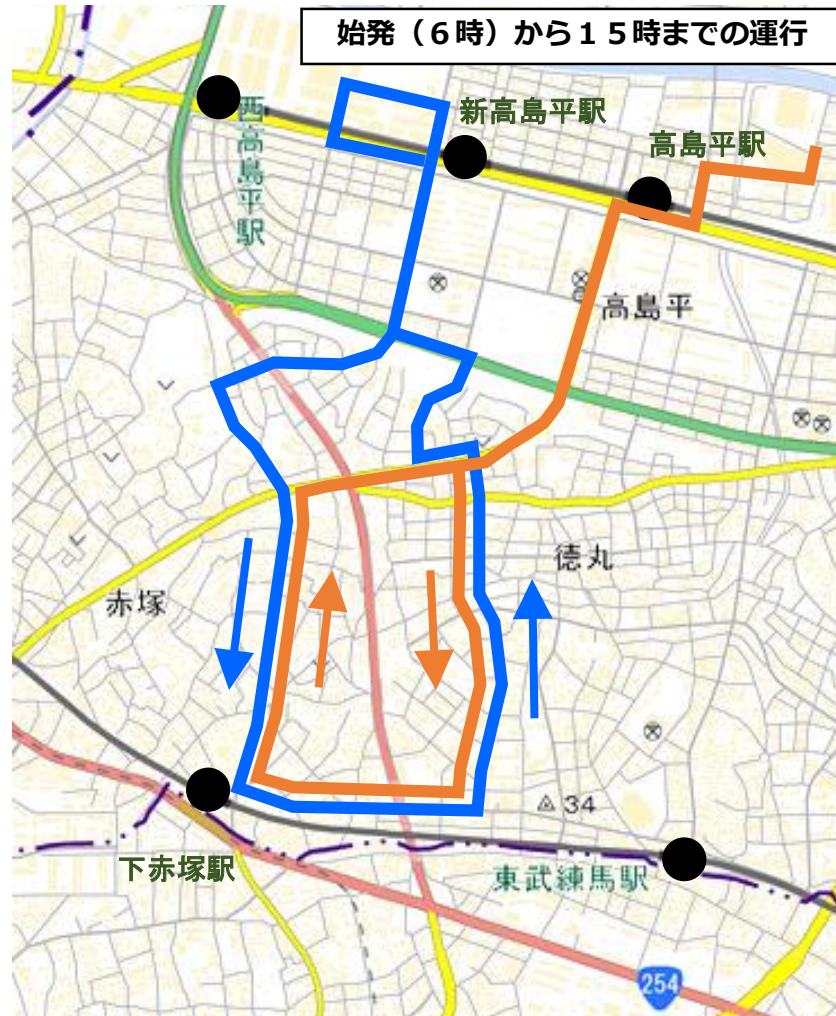 始発（６時）から１５時までの運行
新高島平駅
高島平駅
西高島平駅
高島平
徳丸
赤塚
34
下赤塚駅
東武練馬駅
254